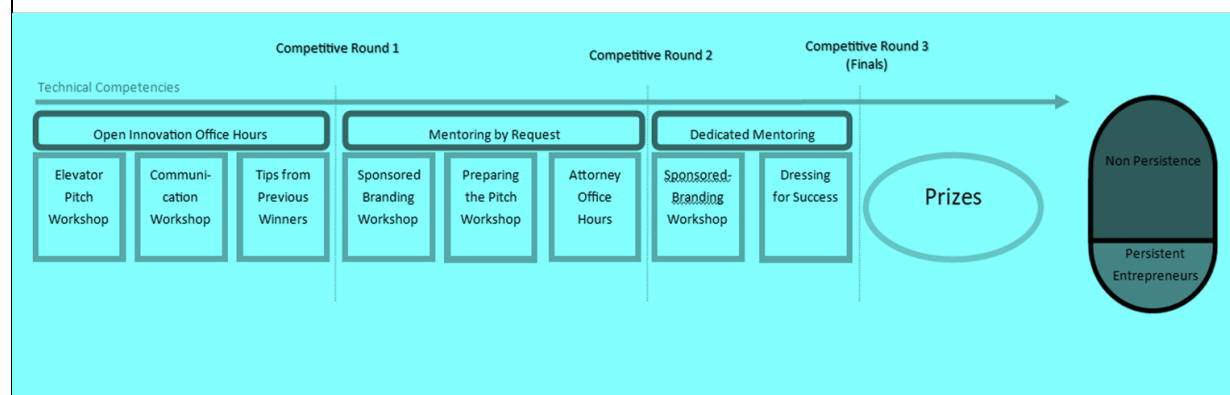 Competitive Round 1
Competitive Round 2
Competitive Round 3
(Finals)
Technical Competencies
Open Innovation Office Hours
Mentoring by Request
Dedicated Mentoring
Elevator
Pitch
Workshop
Communi-
cation
Workshop
Tips from
Previous
Winners
Sponsored
Branding
Workshop
Preparing
the Pitch
Workshop
Attorney
Office
Hours
Sponsored-
Branding
Workshop
Dressing
for Success
Prizes
Non Persistence
Persistent
Entrepreneurs